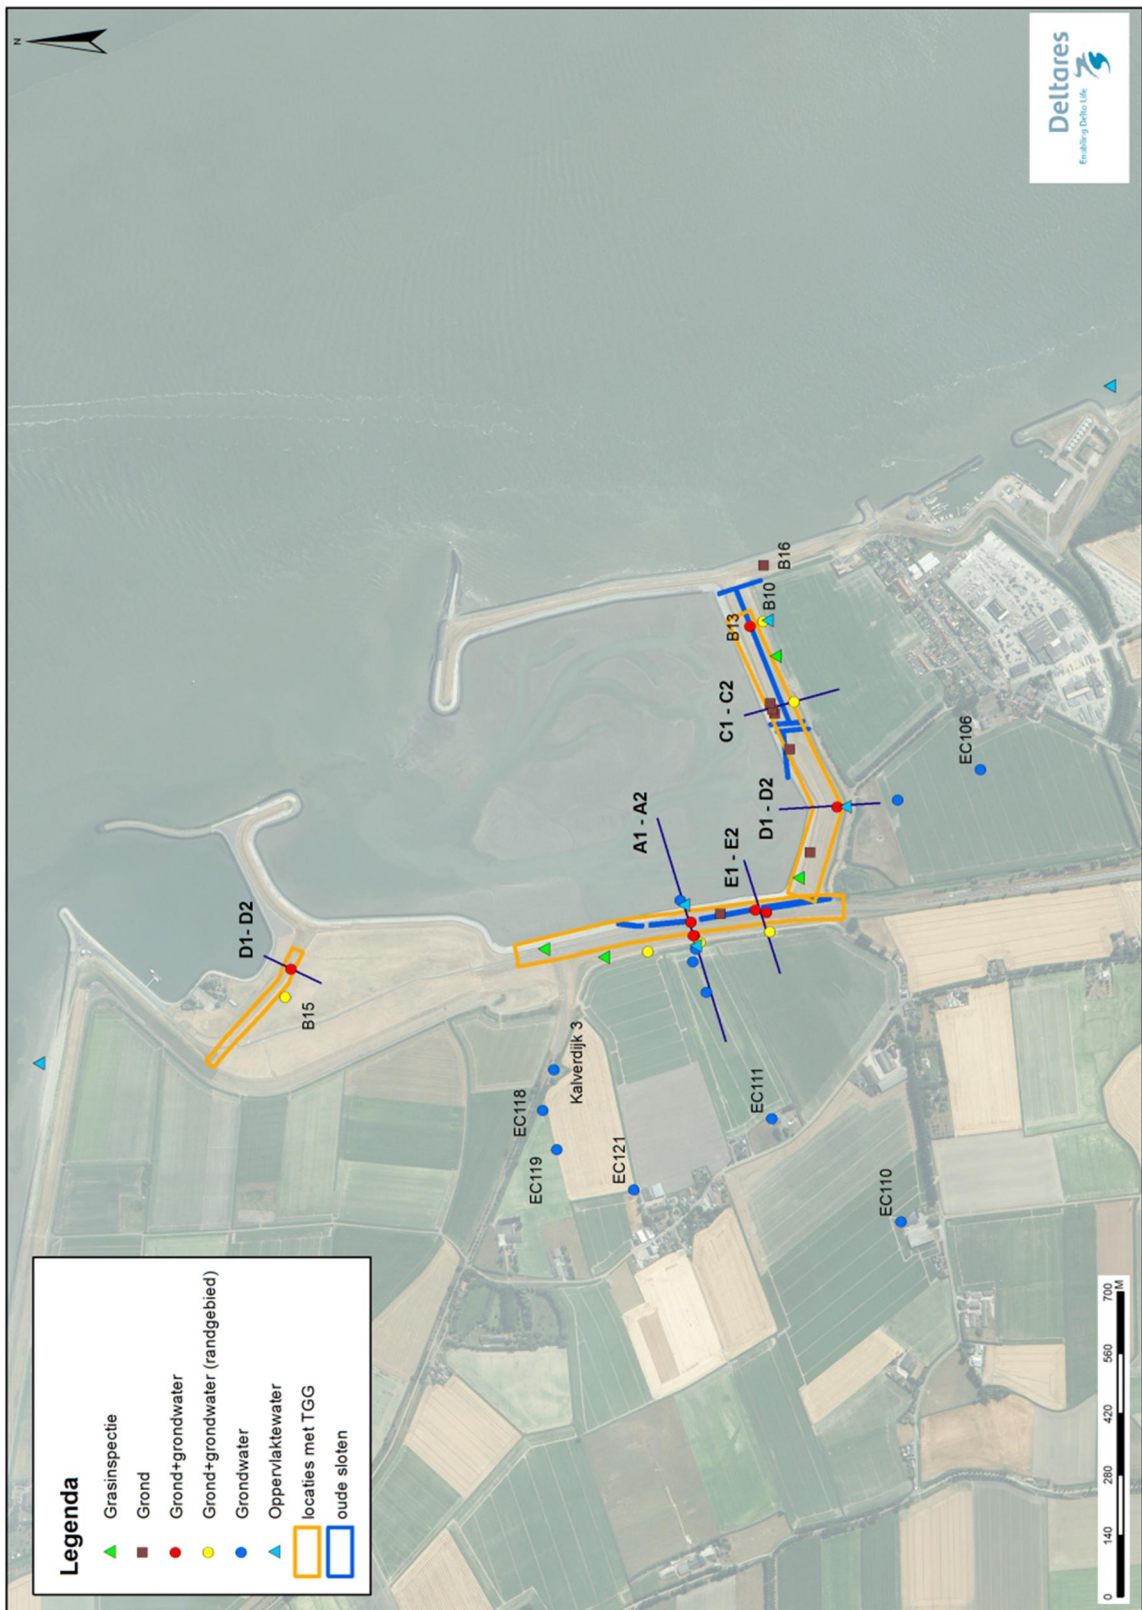 N
Deltares
Enabling Delta Life
D1- D2
B15
A1 - A2
E1 - E2
D1 - D2
C1 - C2
B13
B10
B16
EC106
Kalverdijk 3
EC118
EC119
EC121
EC111
EC110
Legenda
Grasinspectie
Grond
Grond+grondwater
Grond+grondwater (randgebied)
Grondwater
Oppervlaktewater
locaties met TGG
oude sloten
0 140 280 420 560 700
M